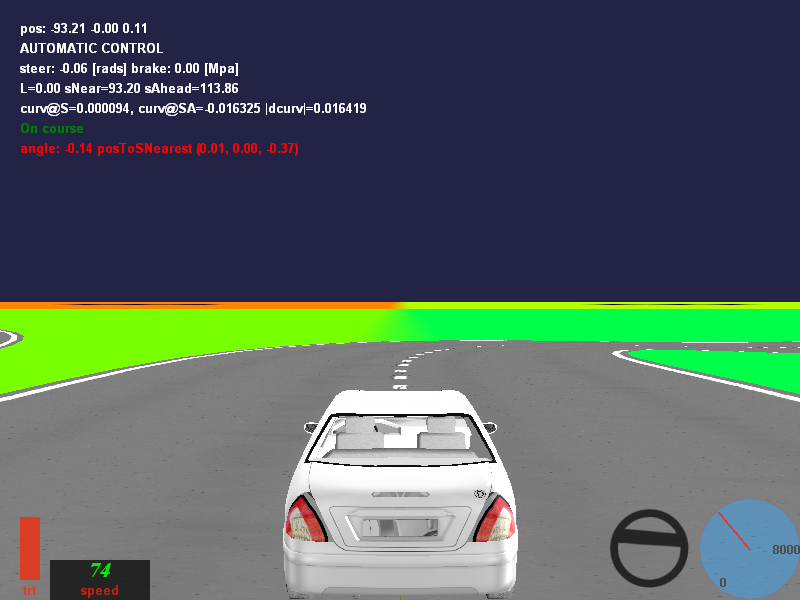 pos: -93.21 -0.00 0.11
AUTOMATIC CONTROL
steer: -0.06 [rads] brake: 0.00 [Mpa]
L=0.00 sNear=93.20 sAhead=113.86
curv@S=0.000094, curv@SA=-0.016325 |dcurv|=0.016419
On course
angle: -0.14 posToSNearest (0.01, 0.00, -0.37)
8000
74
0
trt
speed